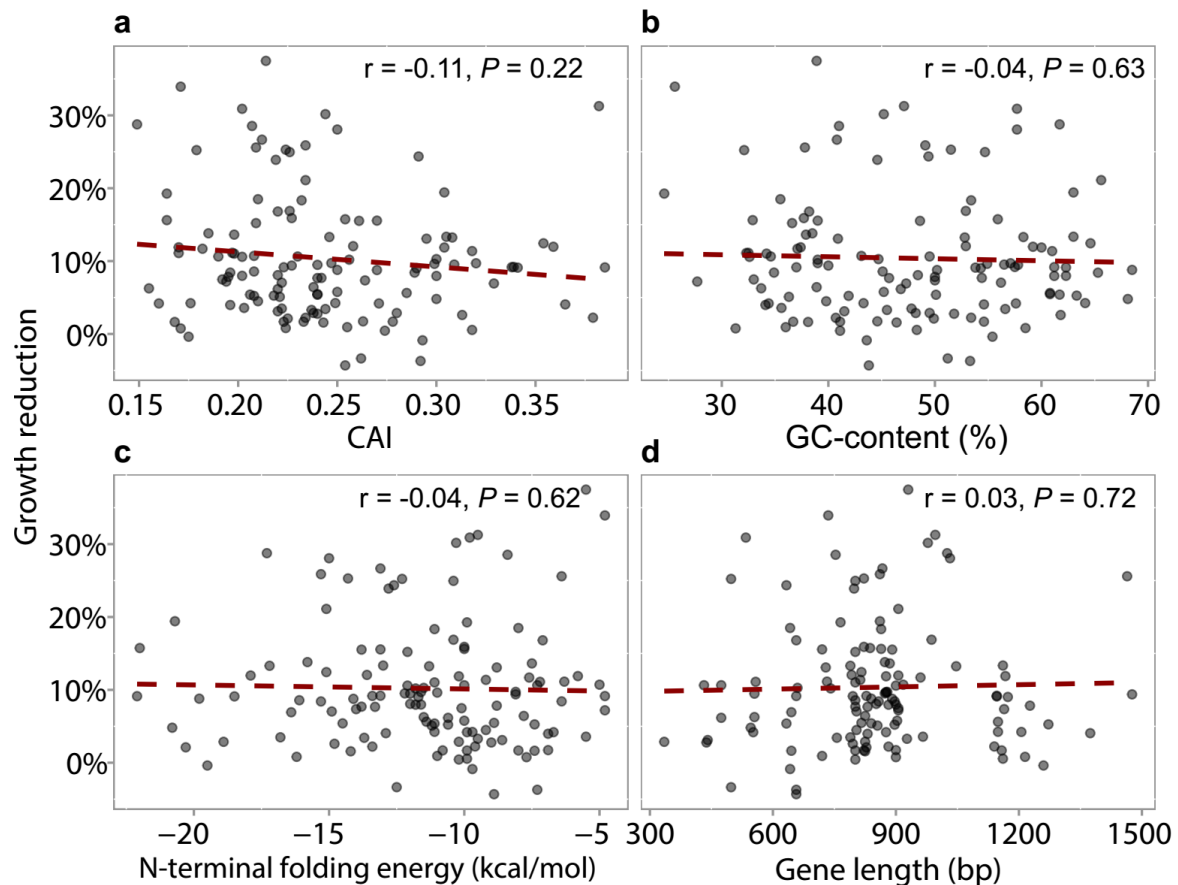 a
b
r = -0.11, P = 0.22
r = -0.04, P = 0.63
30%
20%
10%
0%
0.15 0.20 0.25 0.30 0.35
30 40 50 60 70
CAI
GC-content (%)
Growth reduction
c
d
r = -0.04, P = 0.62
r = 0.03, P = 0.72
30%
20%
10%
0%
−20 −15 −10 −5
300 600 900 1200 1500
N-terminal folding energy (kcal/mol)
Gene length (bp)